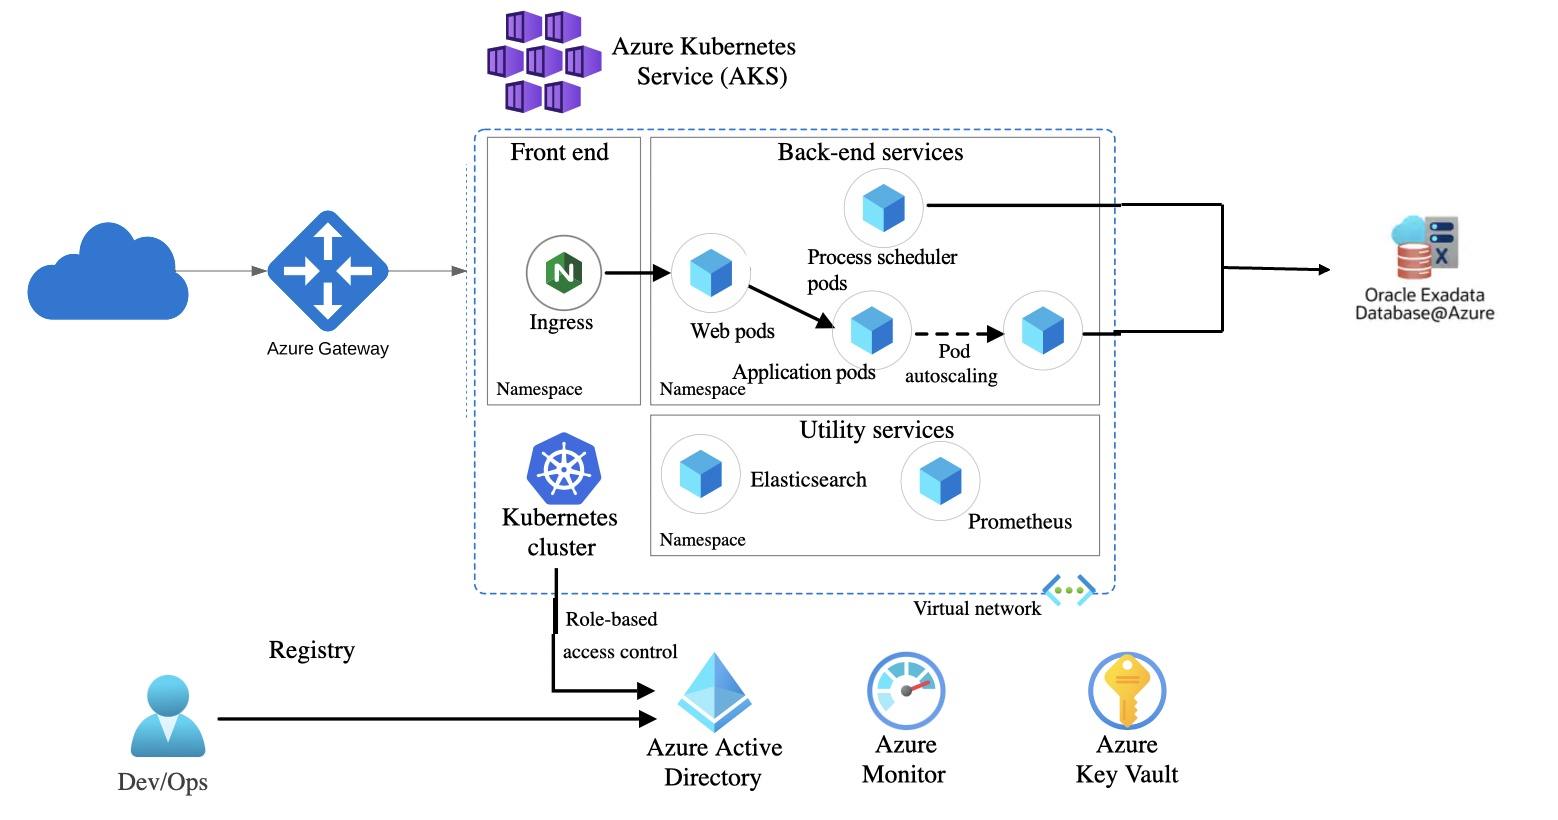 Azure Kubernetes
Service (AKS)
Front end
Back-end services
Process scheduler
pods
Ingress
Web pods
Application pods
Pod
autoscaling
Namespace
Namespace
Azure Gateway
Oracle Exadata
Database@Azure
X
N
Utility services
Elasticsearch
Prometheus
Namespace
Kubernetes
cluster
Virtual network
Role-based
access control
Registry
Dev/Ops
Azure Active
Directory
Azure
Monitor
Azure
Key Vault